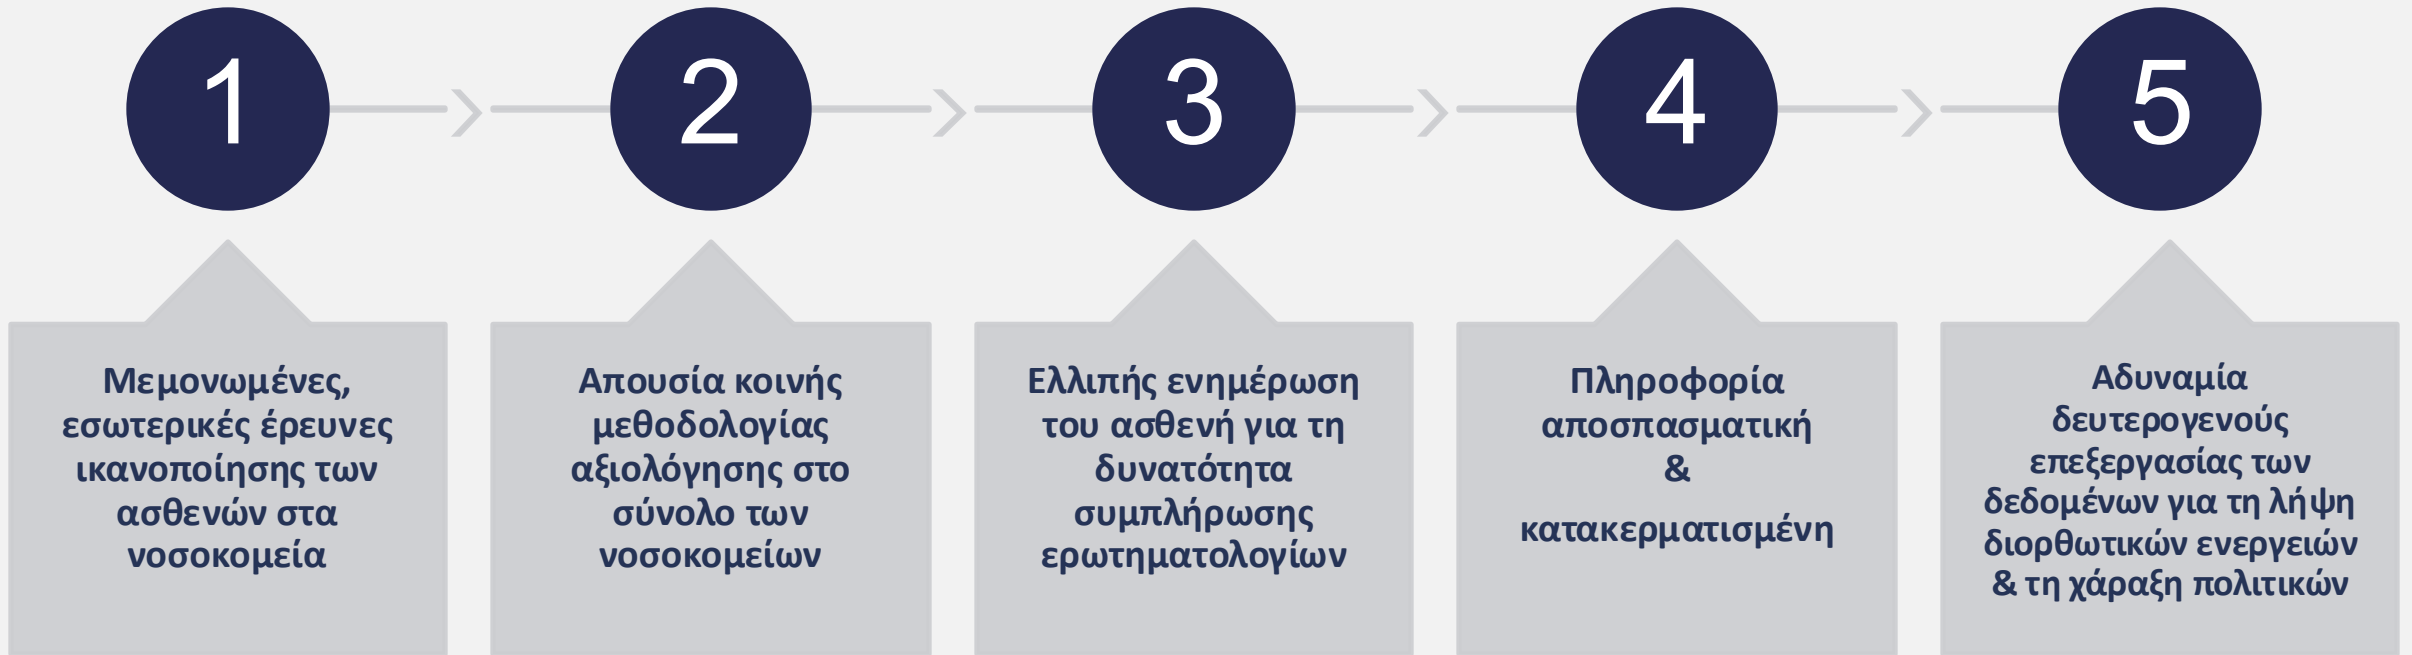 1
2
3
4
5
Μεμονωμένες,
εσωτερικές έρευνες
ικανοποίησης των
ασθενών στα
νοσοκομεία
Απουσία κοινής
μεθοδολογίας
αξιολόγησης στο
σύνολο των
νοσοκομείων
Ελλιπής ενημέρωση
του ασθενή για τη
δυνατότητα
συμπλήρωσης
ερωτηματολογίων
Πληροφορία
αποσπασματική
&
κατακερματισμένη
Αδυναμία
δευτερογενούς
επεξεργασίας των
δεδομένων για τη λήψη
διορθωτικών ενεργειών
& τη χάραξη πολιτικών